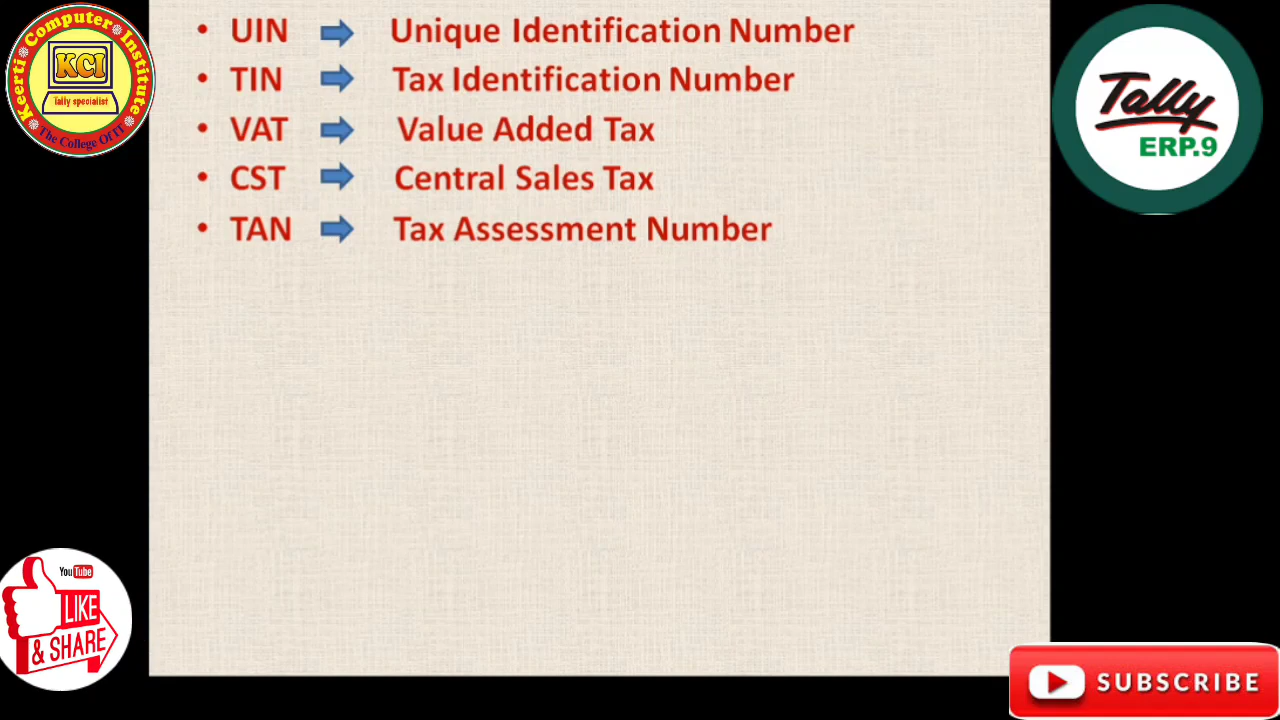 • UIN Unique Identification Number
• TIN Tax Identification Number
• VAT Value Added Tax
• CST Central Sales Tax
• TAN Tax Assessment Number
Keerti Computer Institute
KCI
Tally specialist
The College Of IT
Tally
ERP.9
YouTube
LIKE
& SHARE
SUBSCRIBE